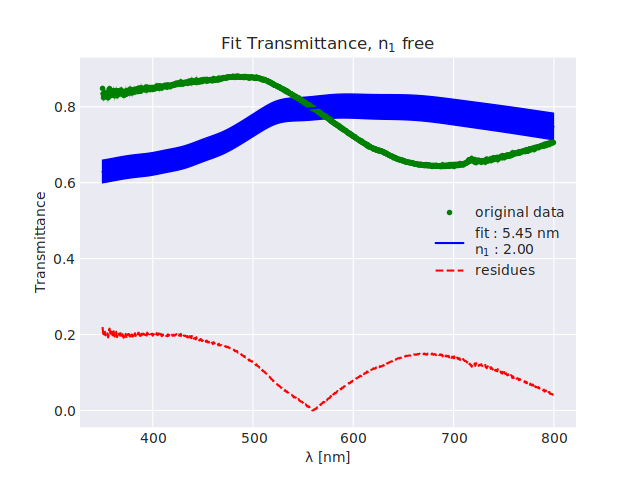 Fit Transmittance, n₁ free
Transmittance
0.8
0.6
0.4
0.2
0.0
original data
fit : 5.45 nm
n₁ : 2.00
residues
400 500 600 700 800
λ [nm]